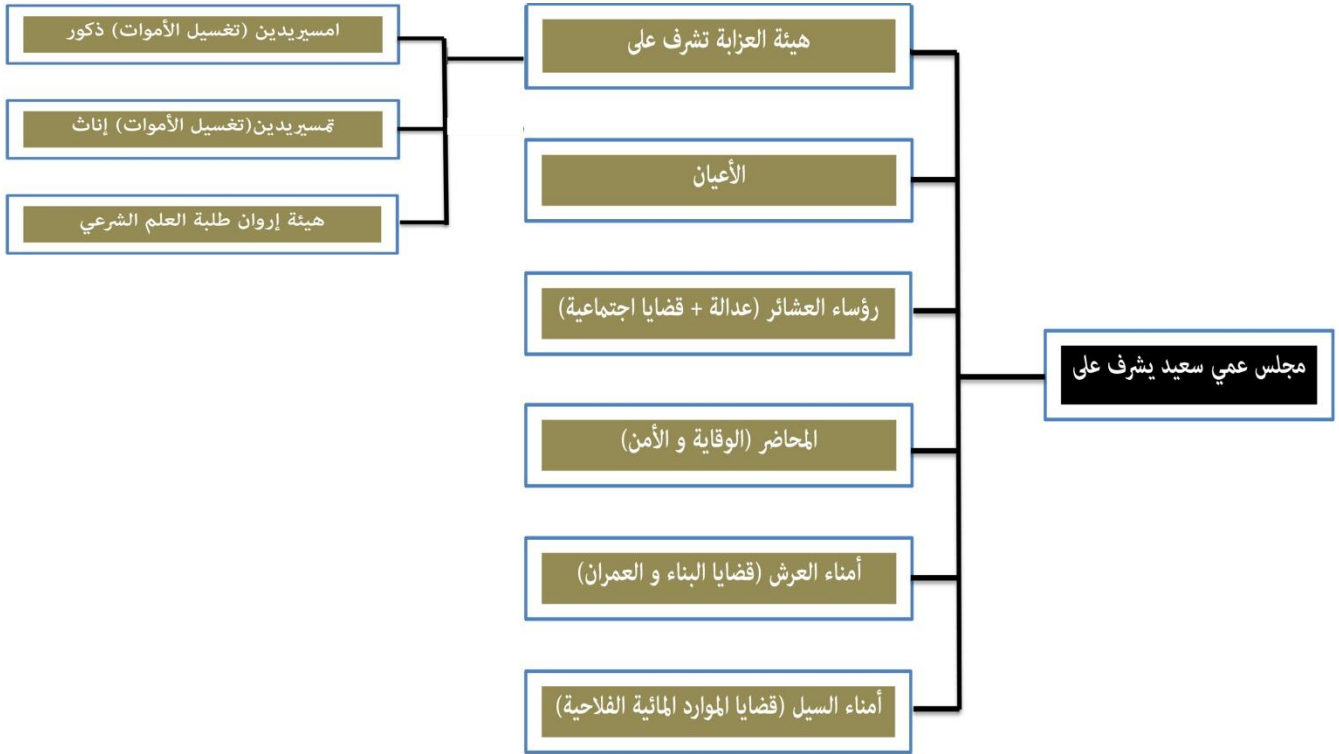 مجلس عمي سعيد يشرف على
هيئة العزابة تشرف على
الأعيان
رؤساء العشائر (عدالة + قضايا اجتماعية)
المحاضر (الوقاية و الأمن)
أمناء العرش (قضايا البناء و العمران)
أمناء السيل (قضايا الموارد المائية الفلاحية)
امسيريدين (تغسيل الأموات) ذكور
تمسيريدين(تغسيل الأموات) إناث
هيئة إروان طلبة العلم الشرعي